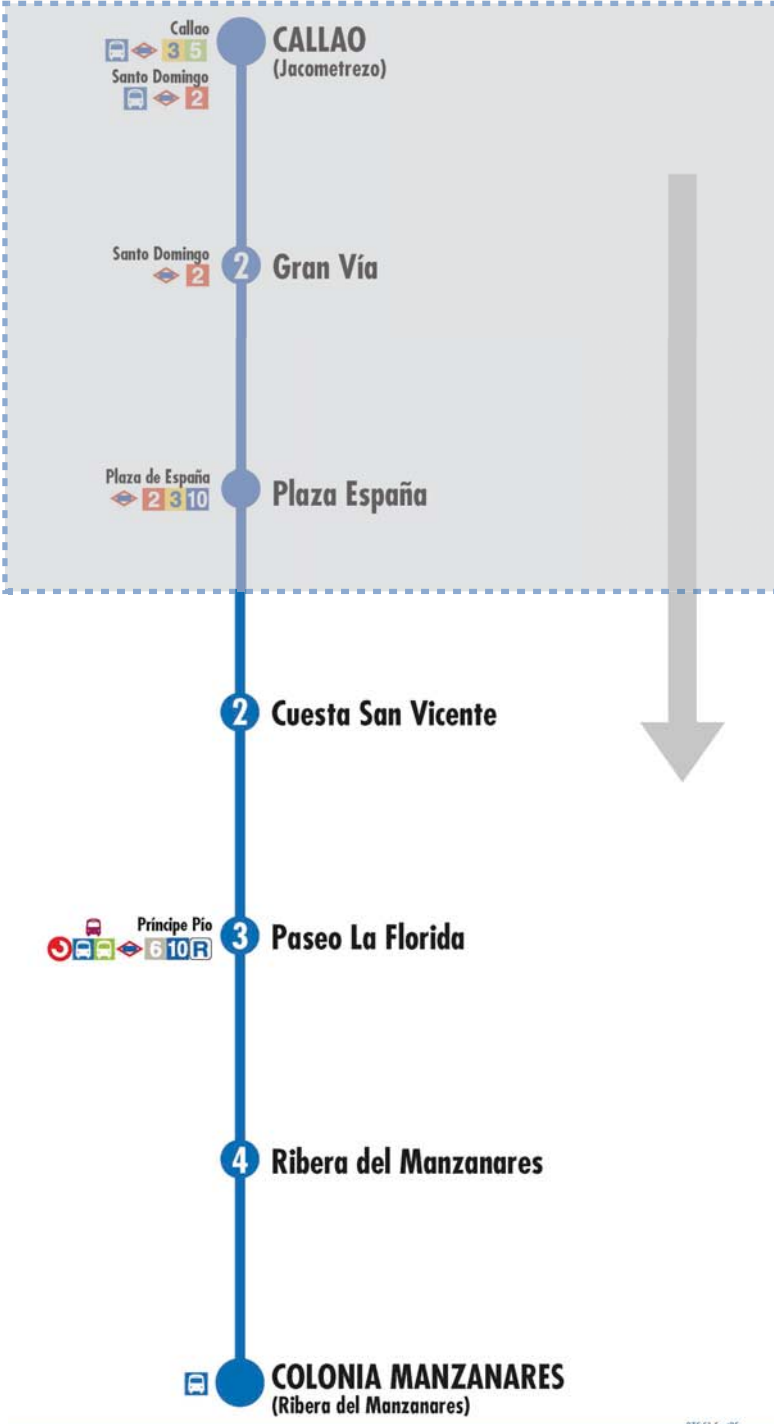 Callao
3 5
CALLAO
(Jacometrezo)
Santo Domingo
2
Santo Domingo
2
2
Gran Vía
Plaza de España
2 3 10
Plaza España
2
Cuesta San Vicente
Príncipe Pío
6 10 R
3
Paseo La Florida
4
Ribera del Manzanares
COLONIA MANZANARES
(Ribera del Manzanares)